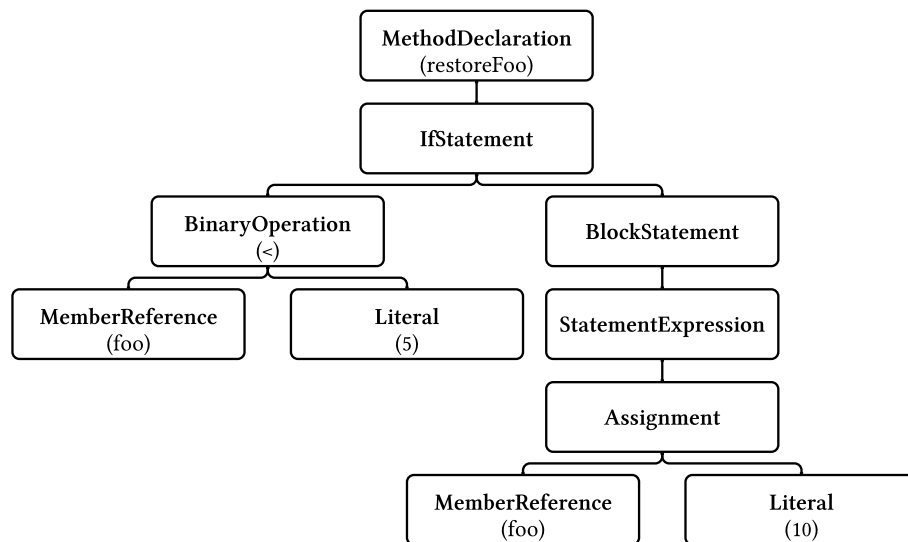 MethodDeclaration
(restoreFoo)
IfStatement
BinaryOperation
(<)
BlockStatement
MemberReference
(foo)
Literal
(5)
StatementExpression
Assignment
MemberReference
(foo)
Literal
(10)